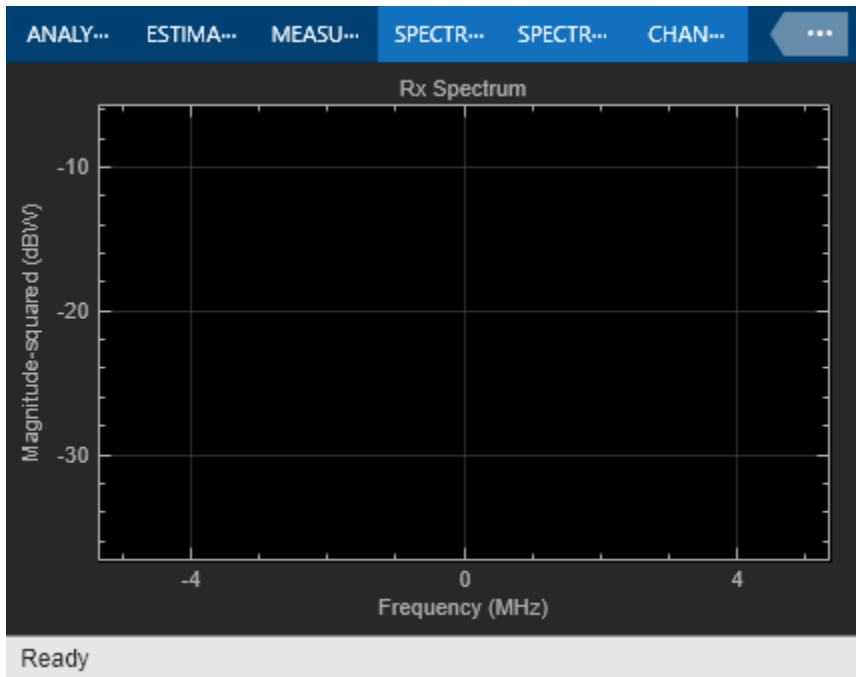 ANALY··· ESTIMA··· MEASU··· SPECTR··· SPECTR··· CHAN··· ···
Rx Spectrum
-10
-20
-30
Magnitude-squared (dBW)
-4 0 4
Frequency (MHz)
Ready